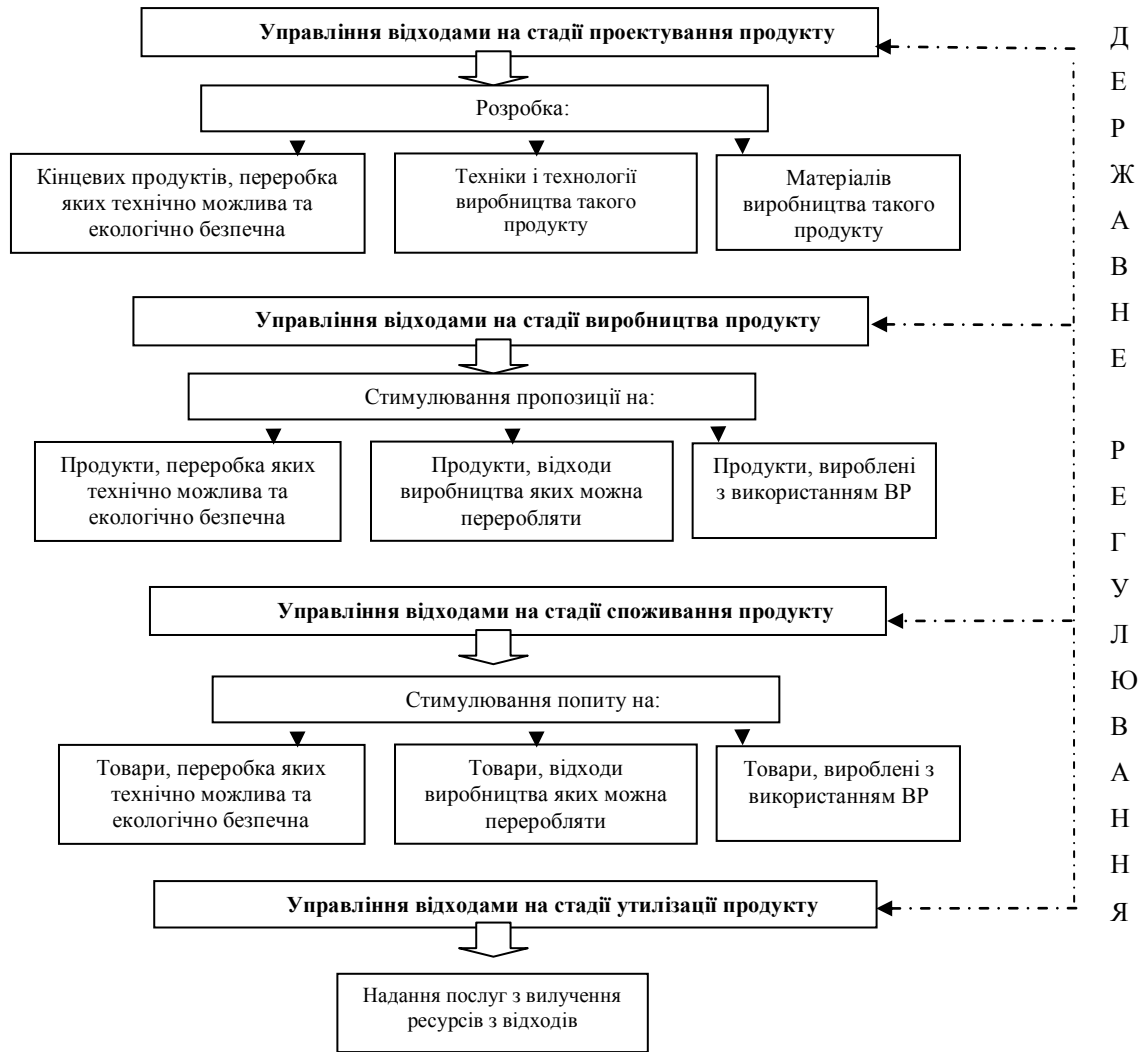 Управління відходами на стадії проектування продукту
Розробка:
Кінцевих продуктів, переробка
яких технічно можлива та
екологічно безпечна
Техніки і технології
виробництва такого
продукту
Матеріалів
виробництва такого
продукту
Управління відходами на стадії виробництва продукту
Стимулювання пропозиції на:
Продукти, переробка яких
технічно можлива та
екологічно безпечна
Продукти, відходи
виробництва яких можна
переробляти
Продукти, вироблені
з використанням ВР
Управління відходами на стадії споживання продукту
Стимулювання попиту на:
Товари, переробка яких
технічно можлива та
екологічно безпечна
Товари, відходи
виробництва яких можна
переробляти
Товари, вироблені з
використанням ВР
Управління відходами на стадії утилізації продукту
Надання послуг з вилучення
ресурсів з відходів
ДЕРЖАВНЕ РЕГУЛЮВАННЯ